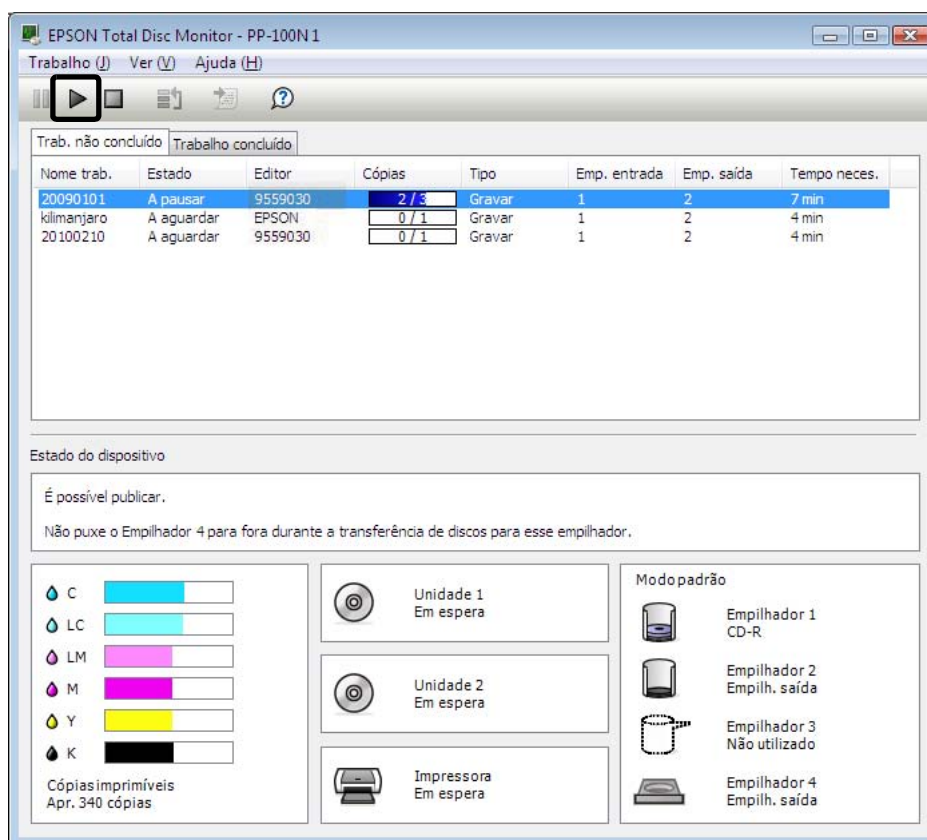 EPSON Total Disc Monitor - PP-100N 1
Trabalho (J) Ver (V) Ajuda (H)
Trab. não concluído Trabalho concluído
Nome trab. Estado Editor Cópias Tipo Emp. entrada Emp. saída Tempo neces.
20090101 A pausar 9559030 2 / 3 Gravar 1 2 7 min
kilimanjaro A aguardar EPSON 0 / 1 Gravar 1 2 4 min
20100210 A aguardar 9559030 0 / 1 Gravar 1 2 4 min
Estado do dispositivo
É possível publicar.
Não puxe o Empilhador 4 para fora durante a transferência de discos para esse empilhador.
C
LC
LM
M
Y
K
Cópias imprimíveis
Apr. 340 cópias
Unidade 1
Em espera
Unidade 2
Em espera
Impressora
Em espera
Modo padrão
Empilhador 1
CD-R
Empilhador 2
Empilh. saída
Empilhador 3
Não utilizado
Empilhador 4
Empilh. saída